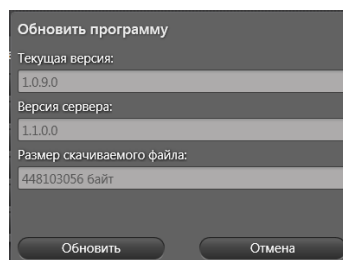 Обновить программу
Текущая версия:
1.0.9.0
Версия сервера:
1.1.0.0
Размер скачиваемого файла:
448103056 байт
Обновить
Отмена